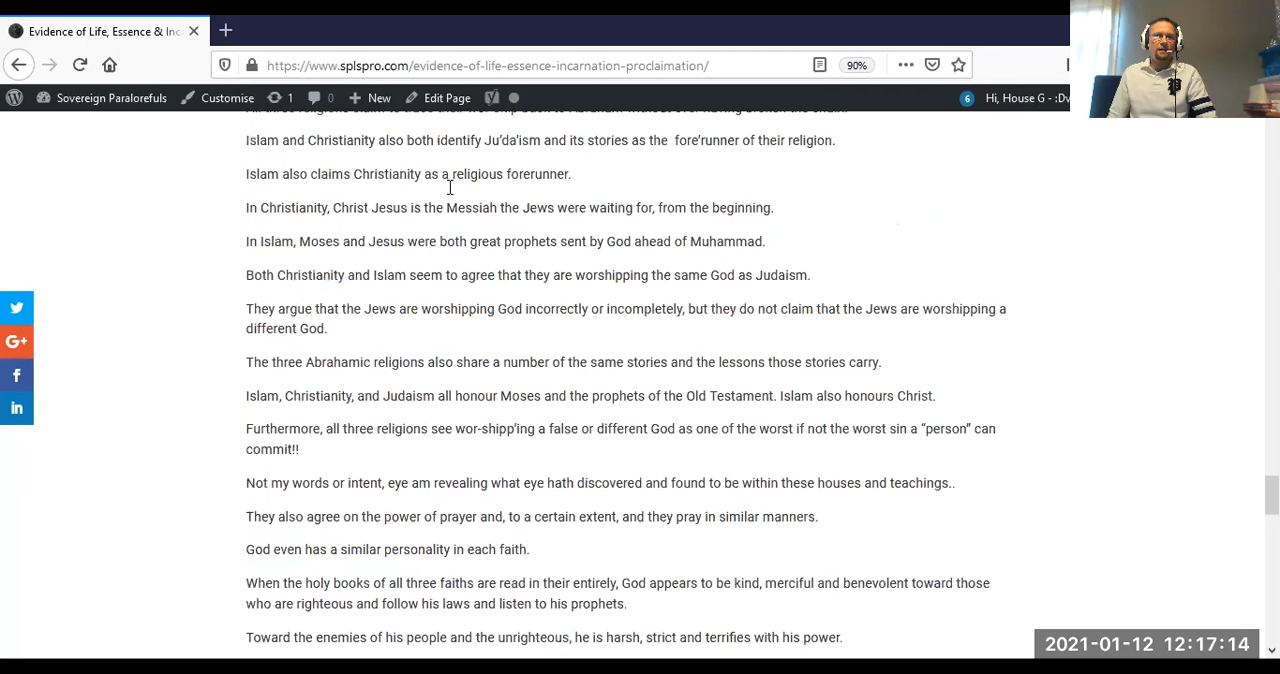 Evidence of Life, Essence & Inc
https://www.splspro.com/evidence-of-life-essence-incarnation-proclaimation/
90%
Sovereign Paralorefuls
Customise
1
0
New
Edit Page
6
Hi, House G - :Dv
Islam and Christianity also both identify Ju’da’ism and its stories as the fore’runner of their religion.
Islam also claims Christianity as a religious forerunner.
In Christianity, Christ Jesus is the Messiah the Jews were waiting for, from the beginning.
In Islam, Moses and Jesus were both great prophets sent by God ahead of Muhammad.
Both Christianity and Islam seem to agree that they are worshipping the same God as Judaism.
They argue that the Jews are worshipping God incorrectly or incompletely, but they do not claim that the Jews are worshipping a
different God.
The three Abrahamic religions also share a number of the same stories and the lessons those stories carry.
Islam, Christianity, and Judaism all honour Moses and the prophets of the Old Testament. Islam also honours Christ.
Furthermore, all three religions see wor-shipp’ing a false or different God as one of the worst if not the worst sin a “person” can
commit!!
Not my words or intent, eye am revealing what eye hath discovered and found to be within these houses and teachings..
They also agree on the power of prayer and, to a certain extent, and they pray in similar manners.
God even has a similar personality in each faith.
When the holy books of all three faiths are read in their entirely, God appears to be kind, merciful and benevolent toward those
who are righteous and follow his laws and listen to his prophets.
Toward the enemies of his people and the unrighteous, he is harsh, strict and terrifies with his power.
G+
f
in
2021-01-12 12:17:14